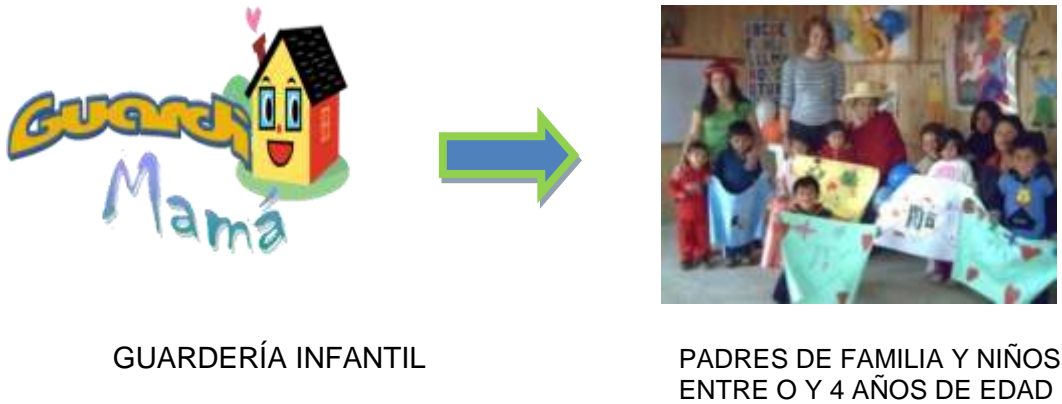 Guardi
Mamá
GUARDERÍA INFANTIL
PADRES DE FAMILIA Y NIÑOS
ENTRE O Y 4 AÑOS DE EDAD